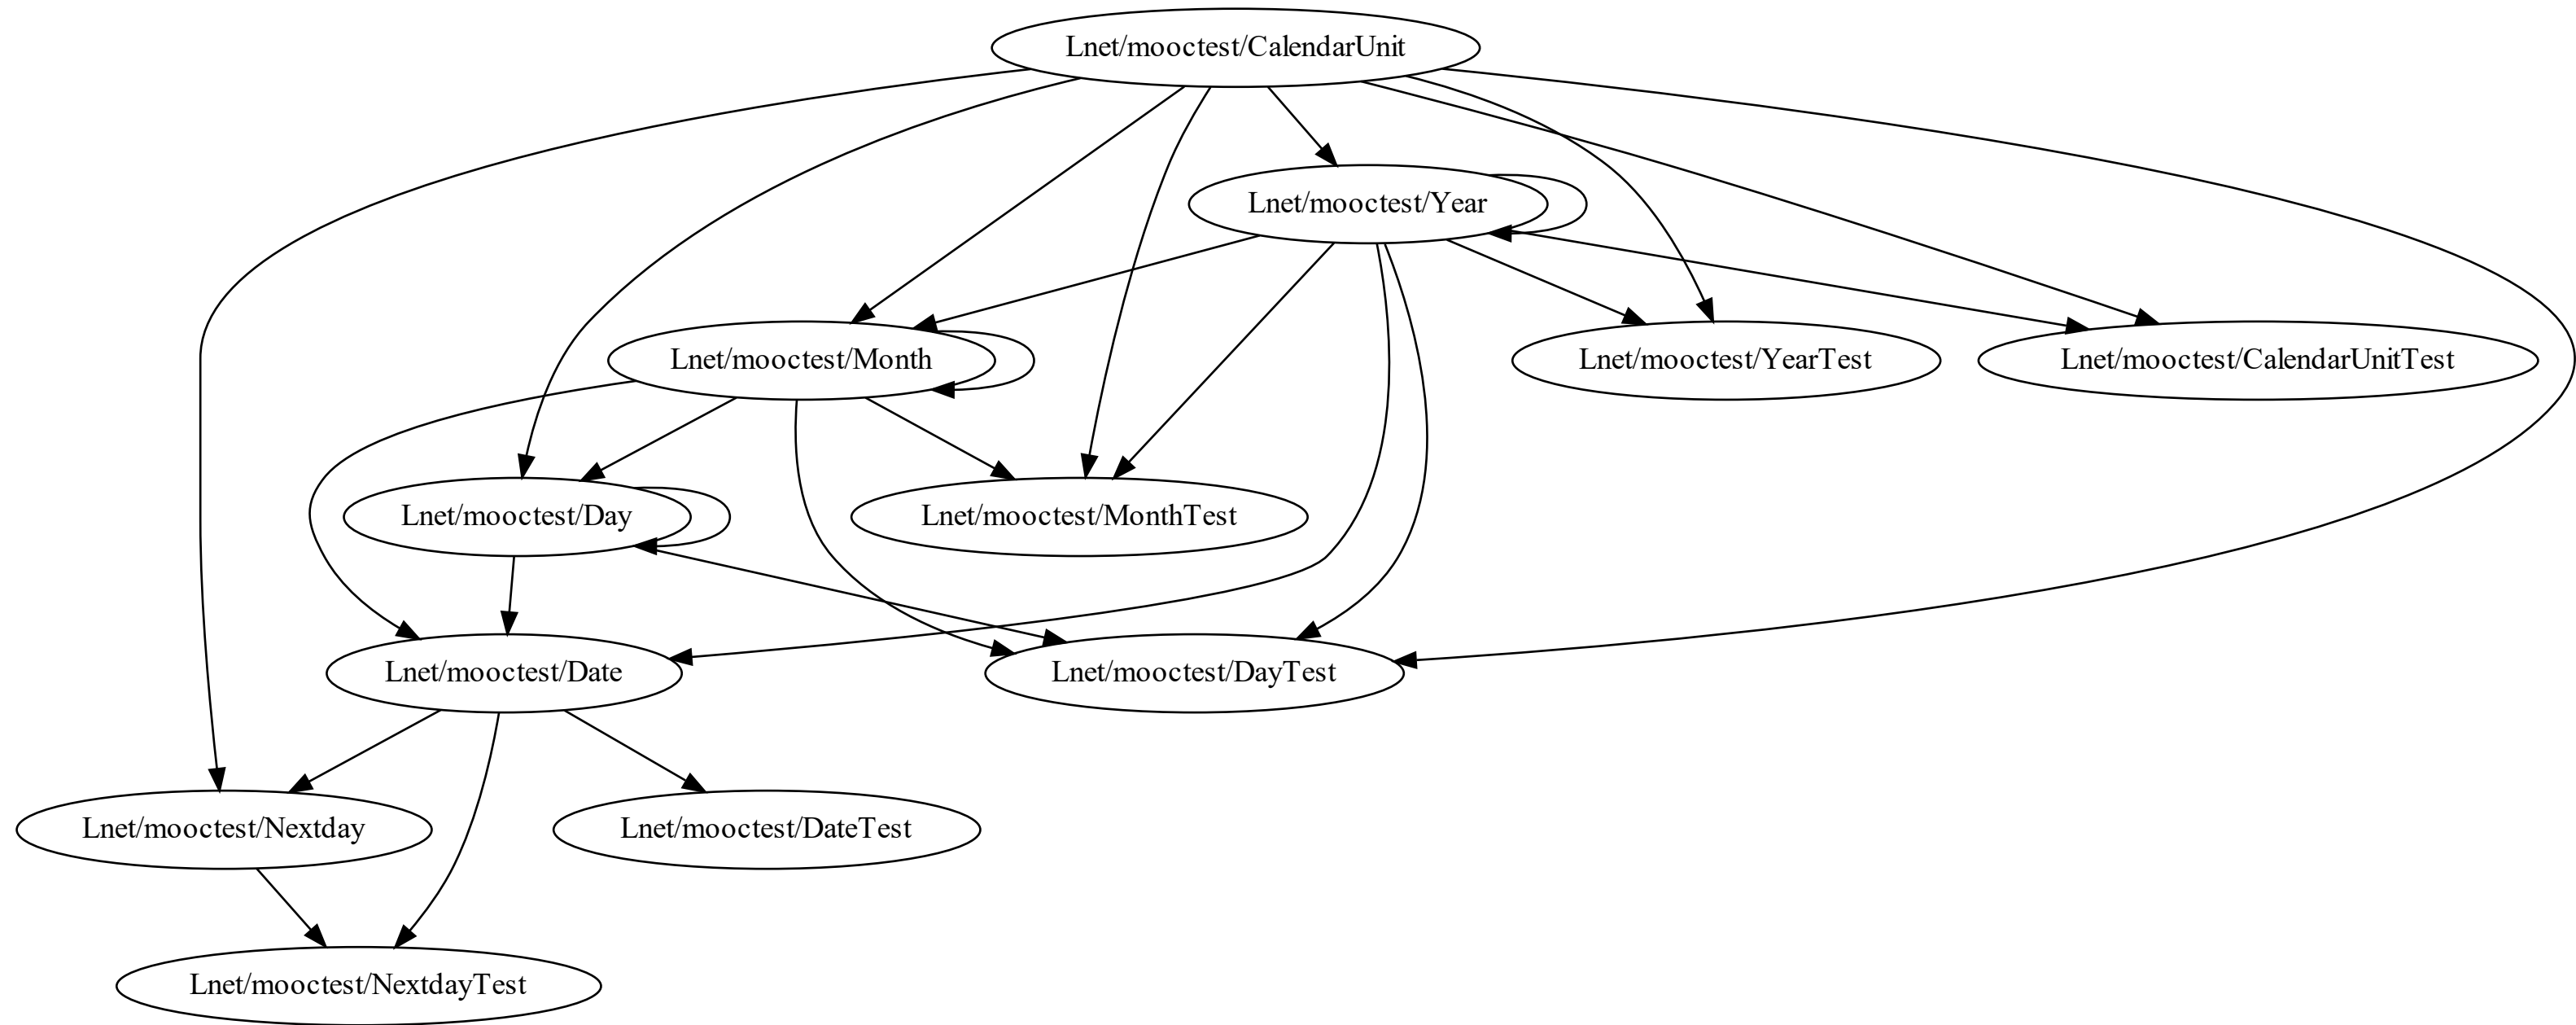 Lnet/mooctest/CalendarUnit
Lnet/mooctest/Year
Lnet/mooctest/Month
Lnet/mooctest/YearTest
Lnet/mooctest/CalendarUnitTest
Lnet/mooctest/Day
Lnet/mooctest/MonthTest
Lnet/mooctest/Date
Lnet/mooctest/DayTest
Lnet/mooctest/Nextday
Lnet/mooctest/DateTest
Lnet/mooctest/NextdayTest